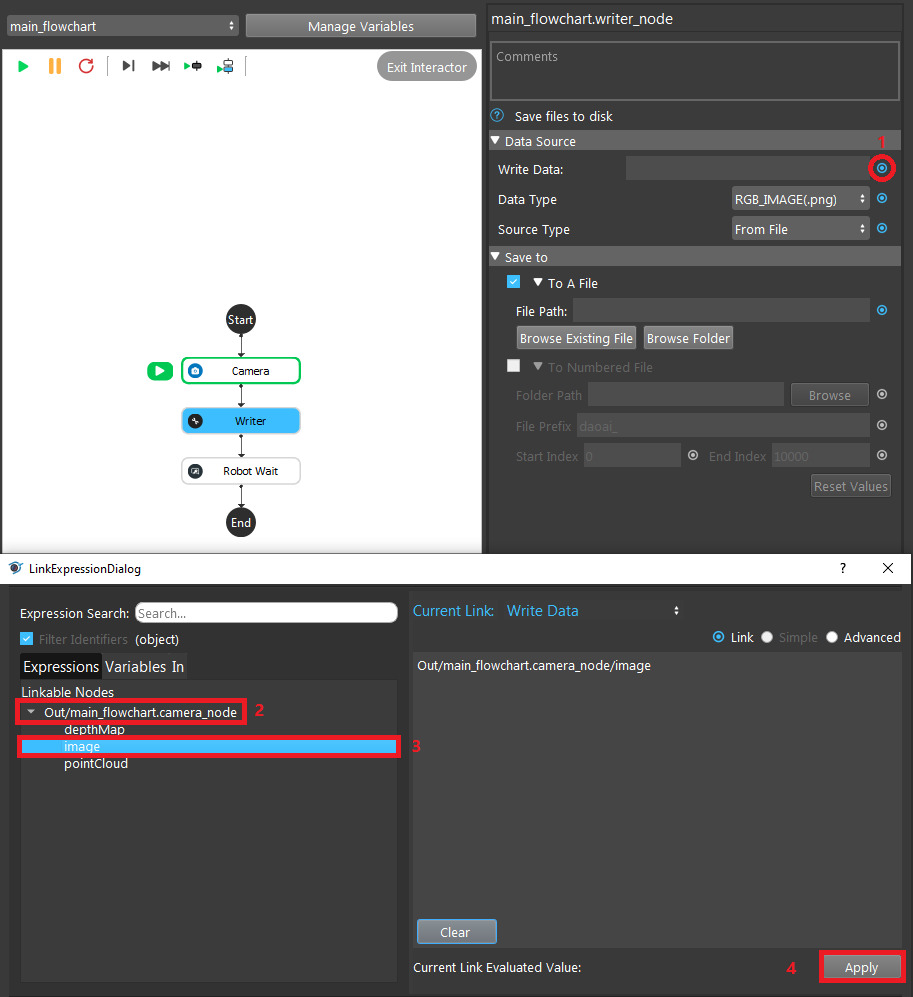 main_flowchart
Manage Variables
Exit Interactor
Start
Camera
Writer
Robot Wait
End
main_flowchart.writer_node
Comments
? Save files to disk
Data Source
1
Write Data:
Data Type RGB_IMAGE(.png)
Source Type From File
Save to
To A File
File Path:
Browse Existing File Browse Folder
To Numbered File
Folder Path Browse
File Prefix daoai_
Start Index 0 End Index 10000
Reset Values
LinkExpressionDialog ?
Expression Search: Search...
Filter Identifiers (object)
Expressions Variables In
Linkable Nodes
Out/main_flowchart.camera_node 2
depthMap
image 3
pointCloud
Current Link: Write Data
Link Simple Advanced
Out/main_flowchart.camera_node/image
Clear
Current Link Evaluated Value:
4 Apply